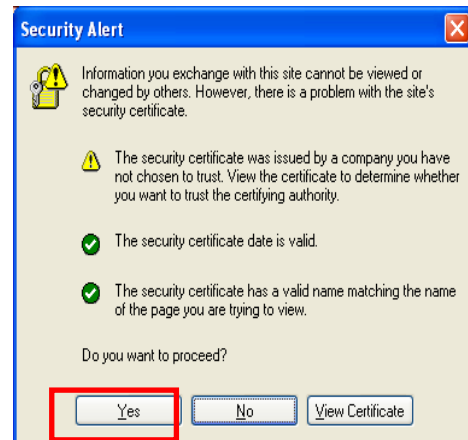 Security Alert
Information you exchange with this site cannot be viewed or
changed by others. However, there is a problem with the site's
security certificate.
The security certificate was issued by a company you have
not chosen to trust. View the certificate to determine whether
you want to trust the certifying authority.
The security certificate date is valid.
The security certificate has a valid name matching the name
of the page you are trying to view.
Do you want to proceed?
Yes No View Certificate